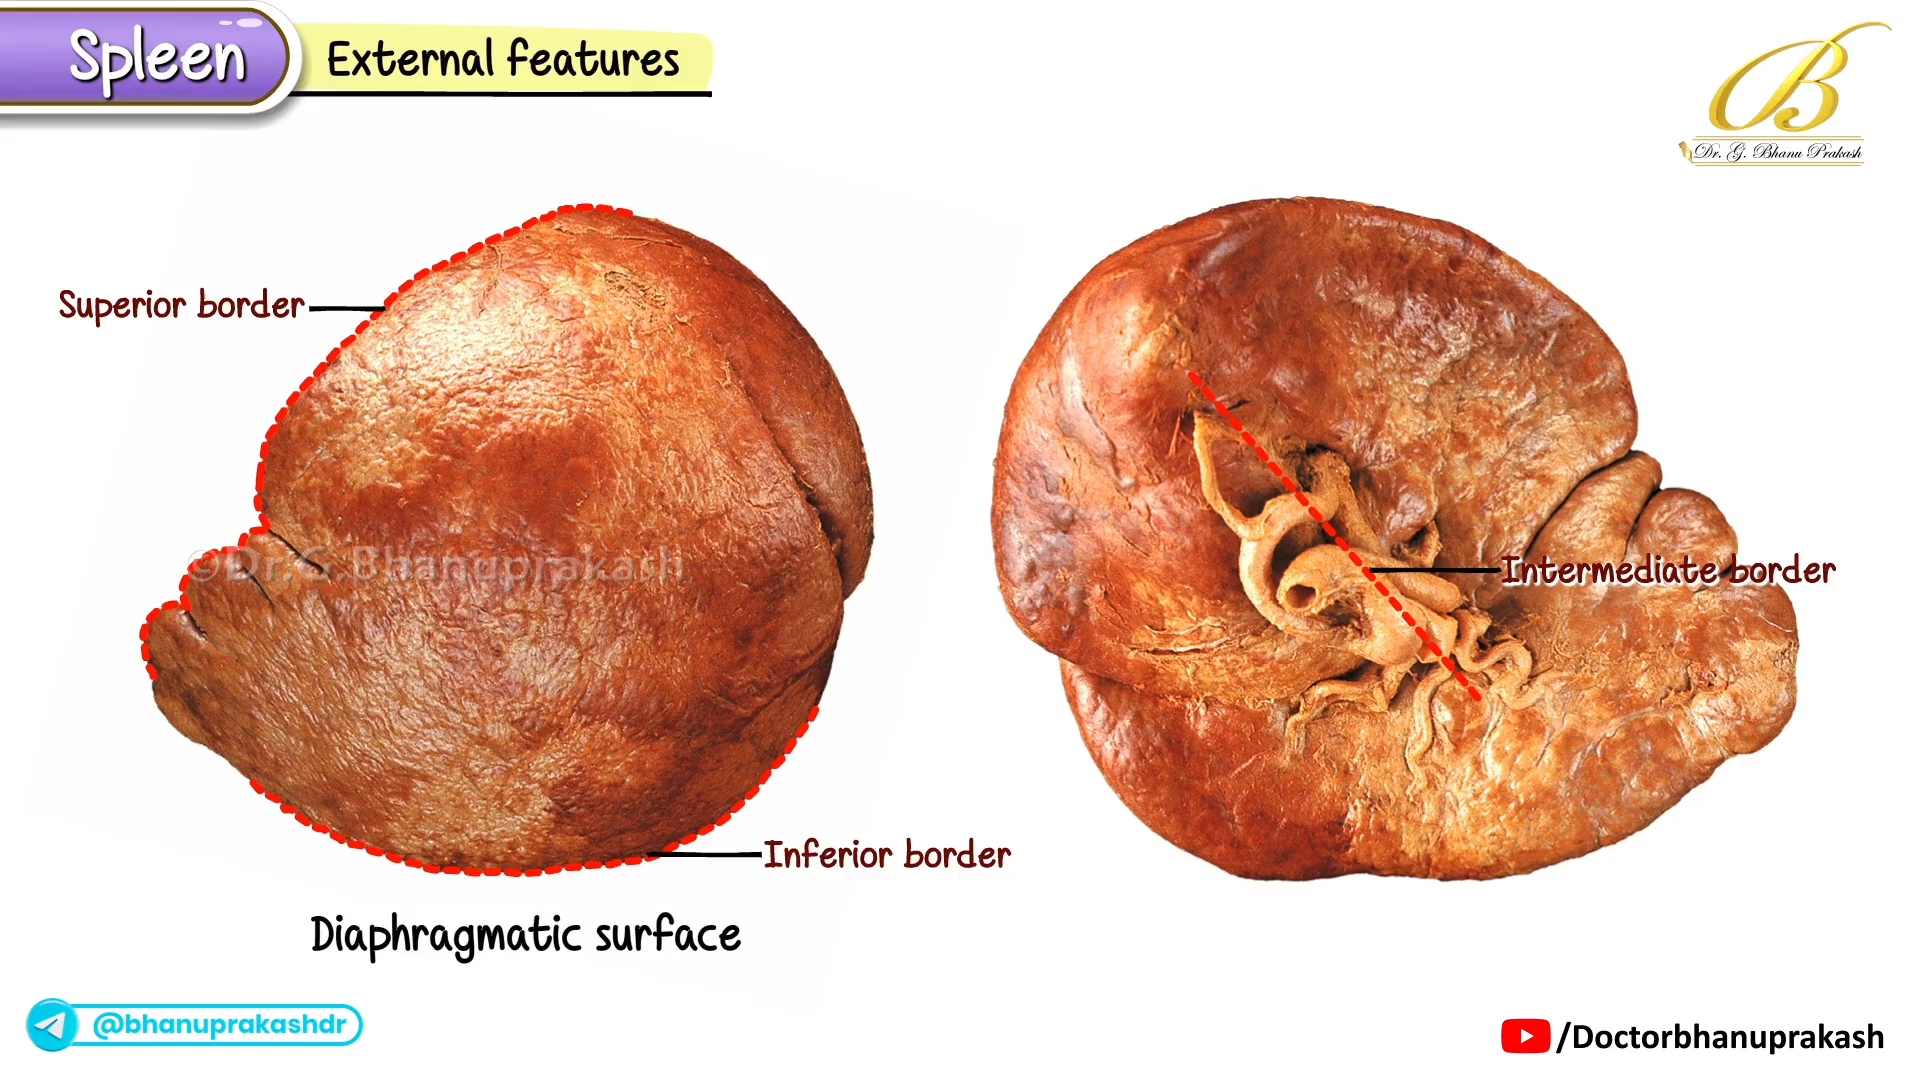 Spleen
External features
B
Dr. G. Bhanu Prakash
Superior border
©Dr.G.Bhanuprakash
Intermediate border
Inferior border
Diaphragmatic surface
@bhanuprakashdr
/Doctorbhanuprakash